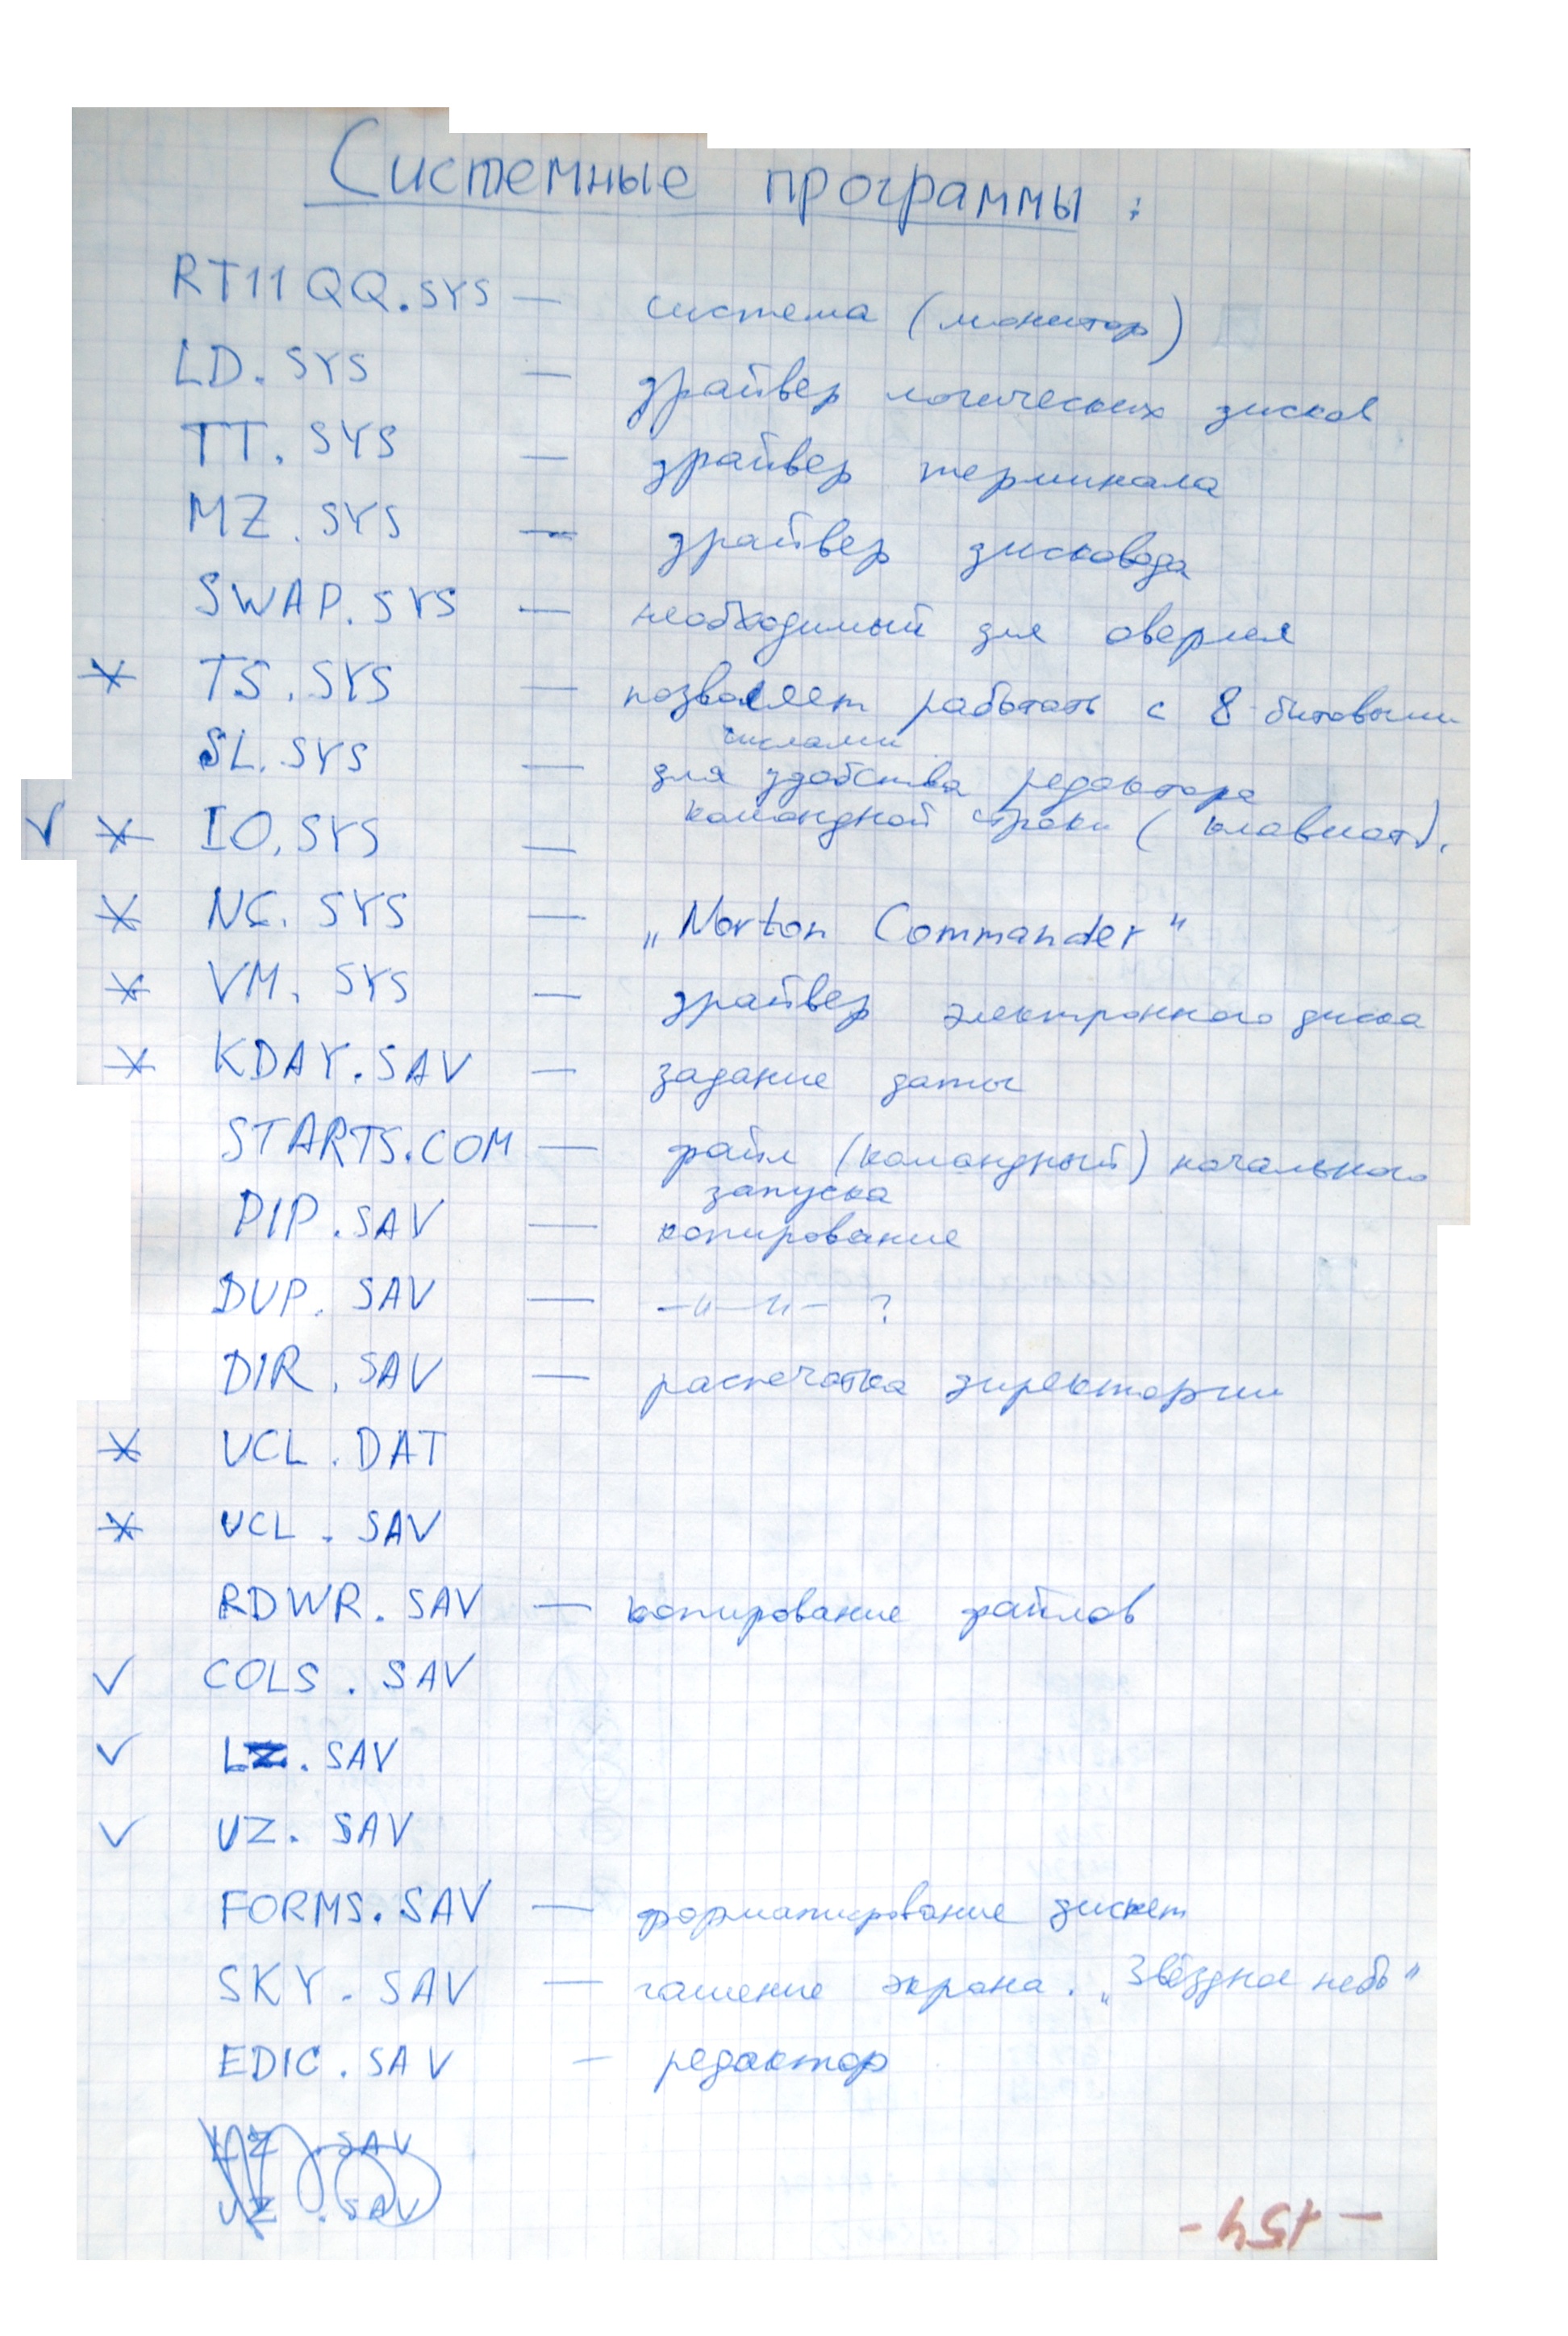 Системные программы :
RT11QQ.SYS — система (монитор)
LD.SYS — драйвер логических дисков
TT.SYS — драйвер терминала
MZ.SYS — драйвер дисковода
SWAP.SYS — необходимый для оверлея
* TS.SYS — позволяет работать с 8-битовыми
числами
SL.SYS — для удобства редактора
командной строки (клавиат).
✓ * IO.SYS —
* NC.SYS — „Norton Commander"
* VM.SYS — драйвер электронного диска
* KDAY.SAV — задание даты
STARTS.COM — файл (командный) начального
запуска
PIP.SAV — копирование
DUP.SAV — -"-"- ?
DIR.SAV — распечатка директории
* UCL.DAT
* UCL.SAV
RDWR.SAV — копирование файлов
✓ COLS.SAV
✓ LZ.SAV
✓ UZ.SAV
FORMS.SAV — форматирование дискет
SKY.SAV — гашение экрана. „Звёздное небо"
EDIC.SAV — редактор
LZ.SAV
UZ.SAV
- 154 -